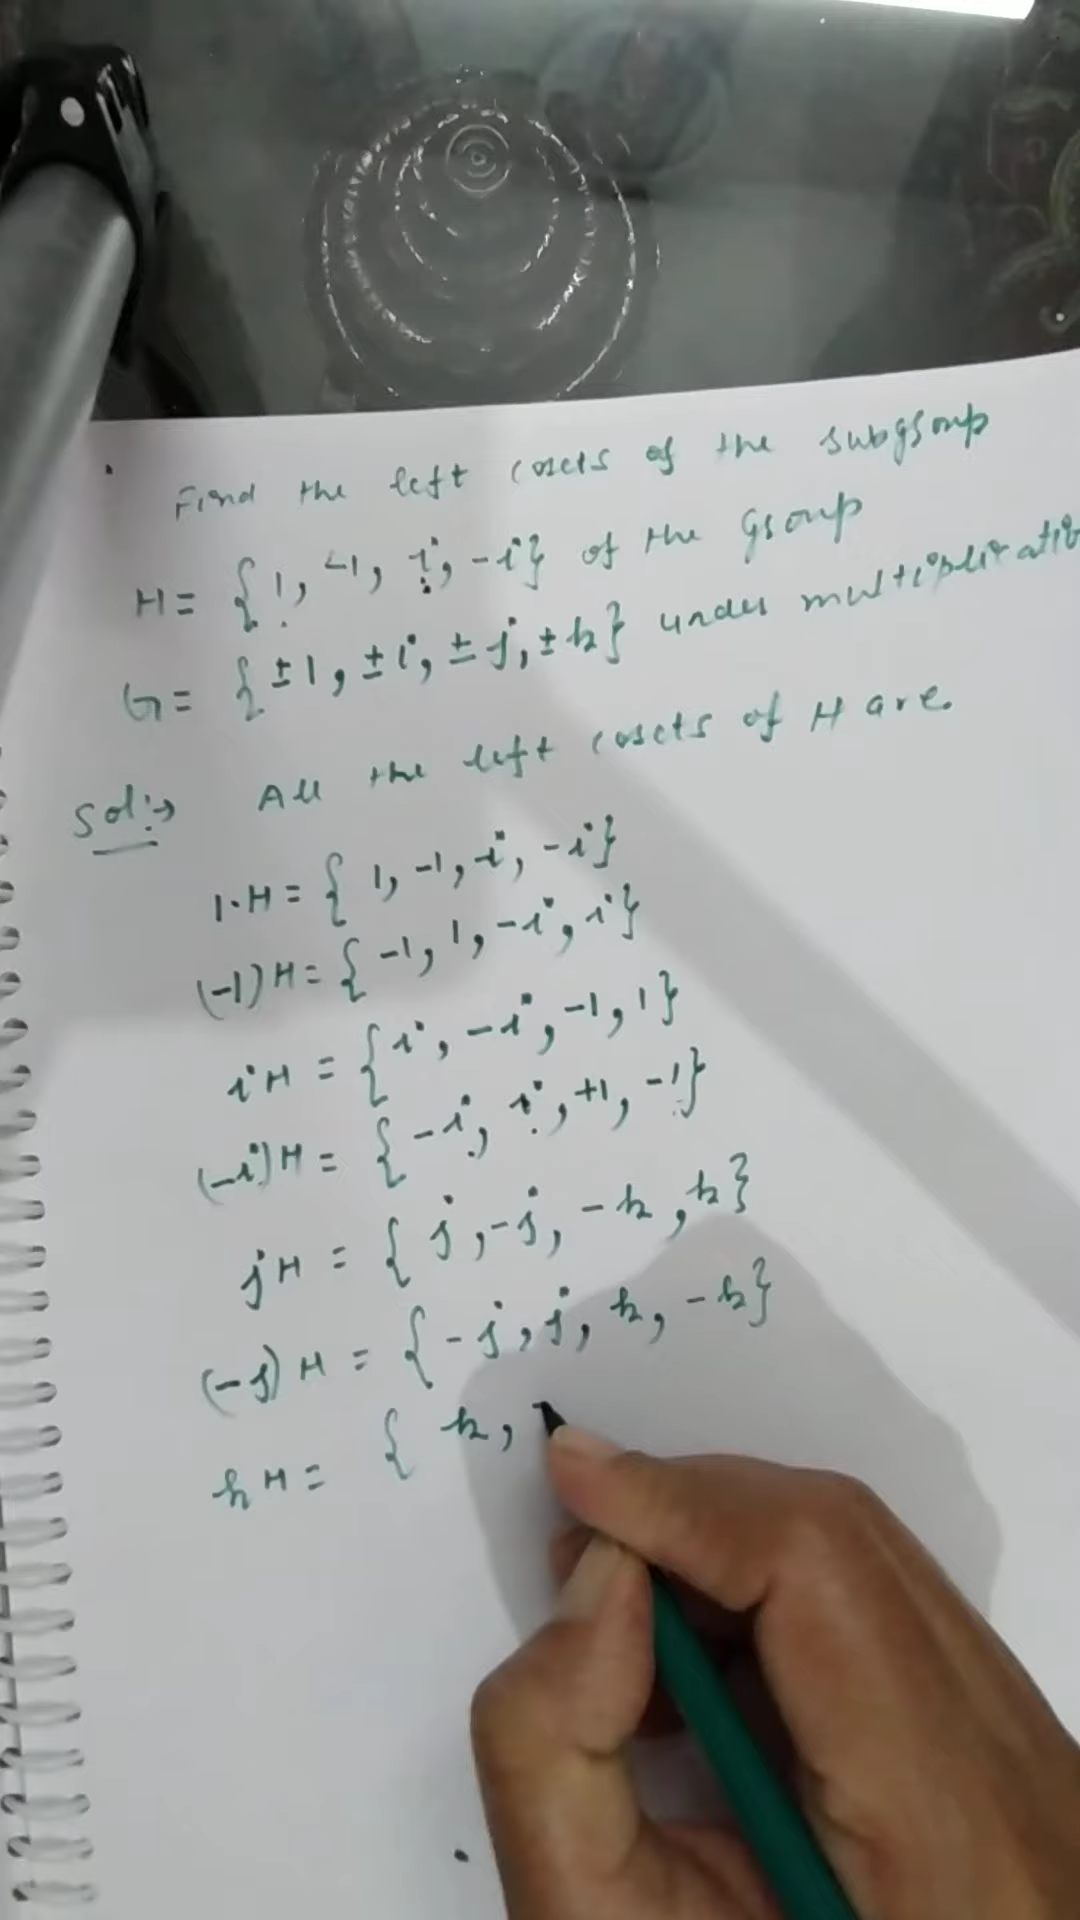 Find the left cosets of the subgroup
H = {1, -1, i, -i} of the group
G = {±1, ±i, ±j, ±k} under multiplicatio
Sol:→ All the left cosets of H are.
1·H = {1, -1, i, -i}
(-1)H = {-1, 1, -i, i}
iH = {i, -i, -1, 1}
(-i)H = {-i, i, +1, -1}
jH = {j, -j, -k, k}
(-j)H = {-j, j, k, -k}
kH = {k, -